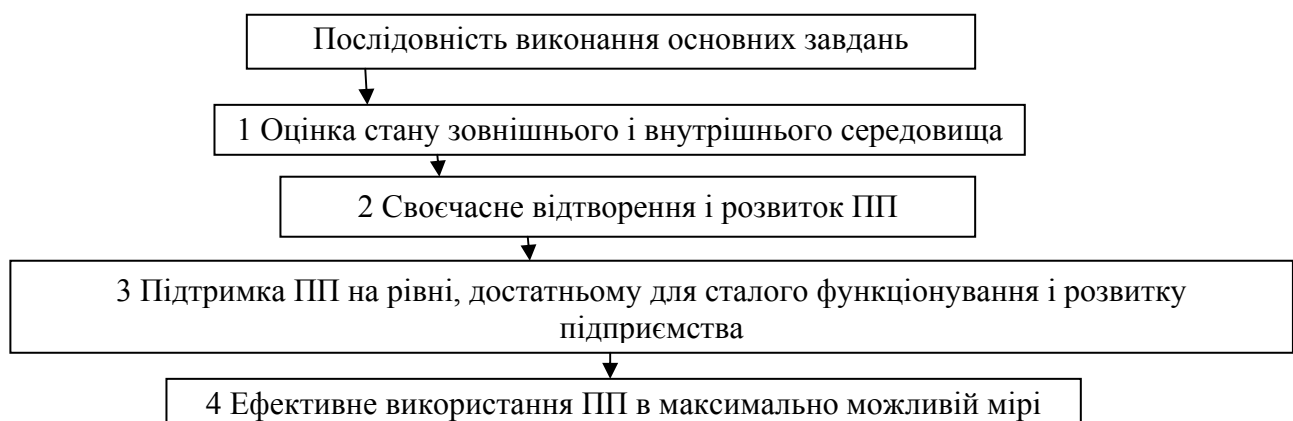 Послідовність виконання основних завдань
1 Оцінка стану зовнішнього і внутрішнього середовища
2 Своєчасне відтворення і розвиток ПП
3 Підтримка ПП на рівні, достатньому для сталого функціонування і розвитку
підприємства
4 Ефективне використання ПП в максимально можливій мірі